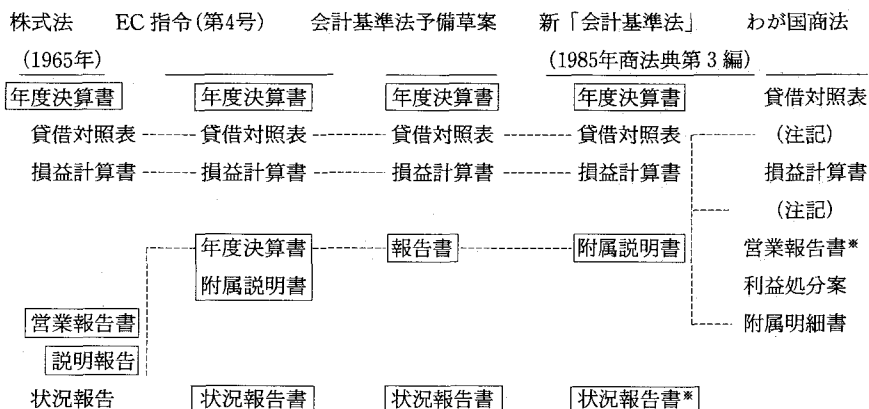 株式法 EC指令(第4号) 会計基準法予備草案 新「会計基準法」 わが国商法
(1965年) (1985年商法典第3編)
年度決算書 年度決算書 年度決算書 年度決算書 貸借対照表
貸借対照表 貸借対照表 貸借対照表 貸借対照表 (注記)
損益計算書 損益計算書 損益計算書 損益計算書 損益計算書
(注記)
年度決算書 報告書 附属説明書 営業報告書※
附属説明書 利益処分案
営業報告書 附属明細書
説明報告
状況報告 状況報告書 状況報告書 状況報告書※